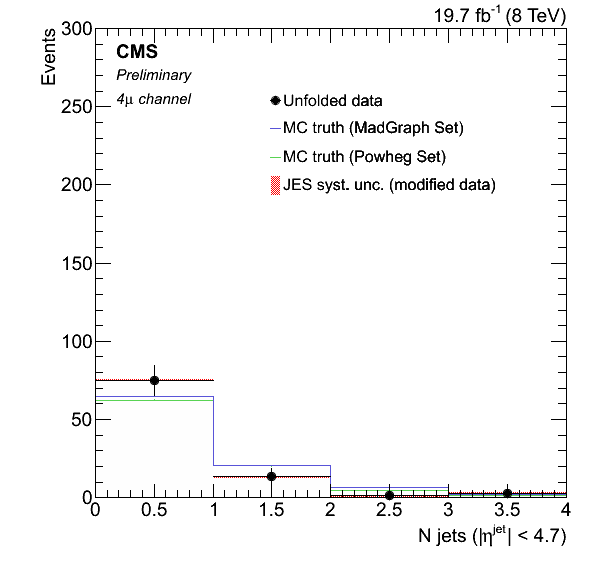 19.7 fb⁻¹ (8 TeV)
Events
CMS
Preliminary
4μ channel
Unfolded data
MC truth (MadGraph Set)
MC truth (Powheg Set)
JES syst. unc. (modified data)
300
250
200
150
100
50
0
0 0.5 1 1.5 2 2.5 3 3.5 4
N jets (|η^jet| < 4.7)